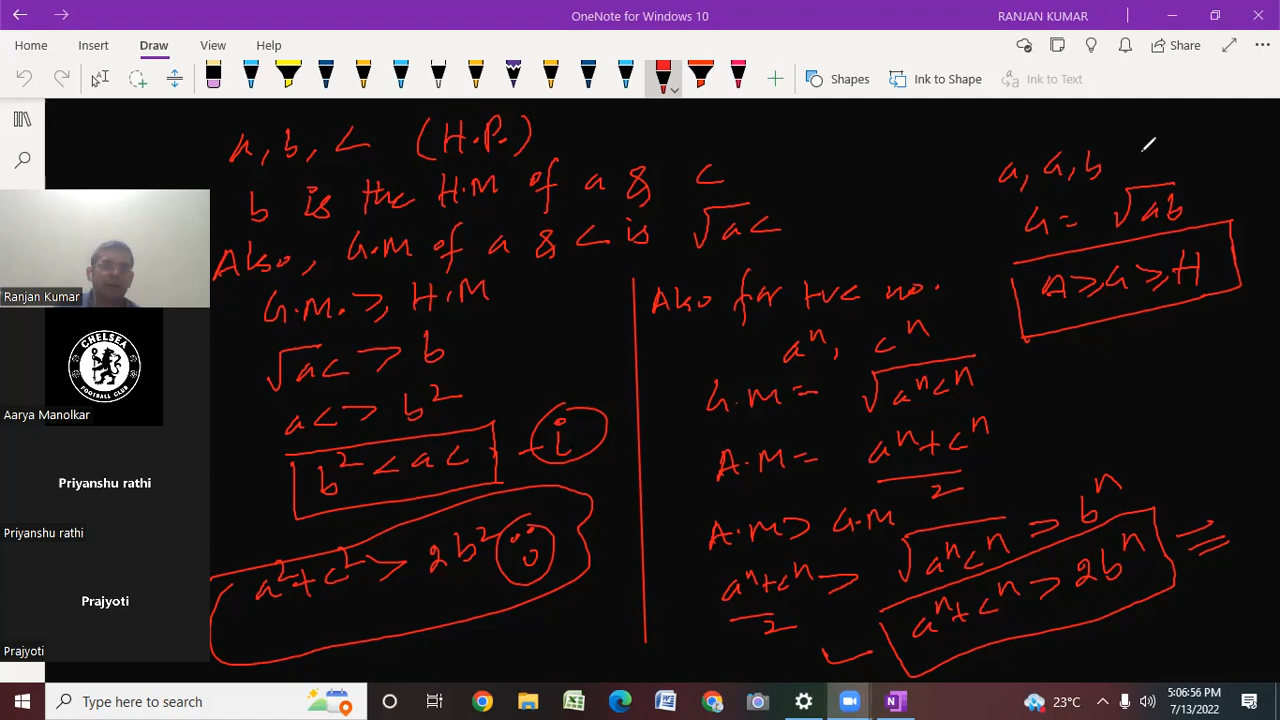 OneNote for Windows 10
RANJAN KUMAR
Home Insert Draw View Help
Share
Shapes
Ink to Shape
Ink to Text
a, b, c (H.P.)
b is the H.M of a & c
Also, G.M of a & c is √ac
G.M. ≥ H.M
√ac > b
ac > b²
b² < ac — i
a² + c² > 2b² ii
Also for +ve no.
aⁿ, cⁿ
G.M = √aⁿcⁿ
A.M = aⁿ + cⁿ / 2
A.M > G.M
aⁿ + cⁿ / 2 > √aⁿcⁿ > bⁿ
aⁿ + cⁿ > 2bⁿ
a, G, b
G = √ab
A ≥ G ≥ H
Ranjan Kumar
CHELSEA
FOOTBALL CLUB
Aarya Manolkar
Priyanshu rathi
Priyanshu rathi
Prajyoti
Prajyoti
Type here to search
23°C
5:06:56 PM
7/13/2022